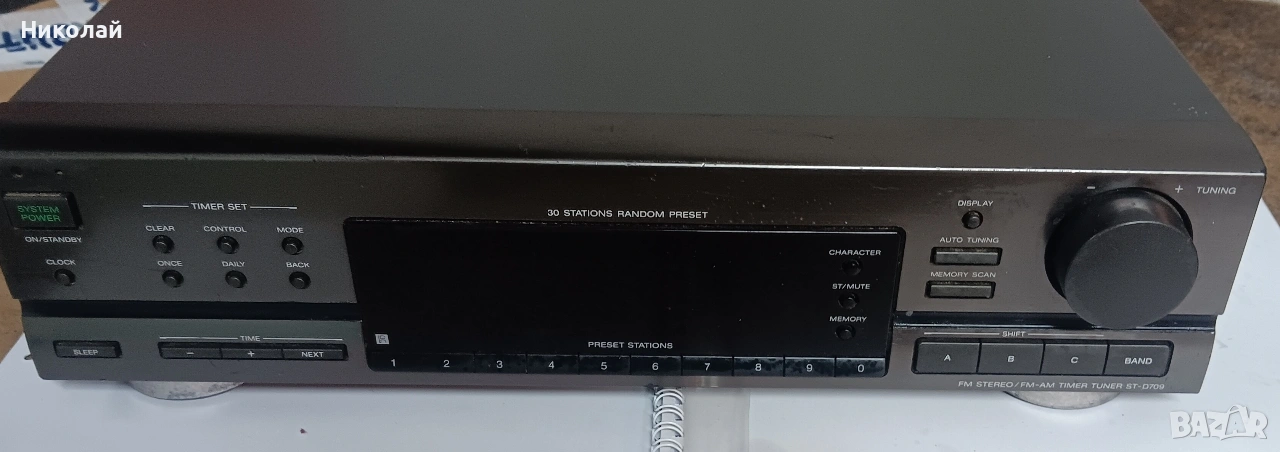 Николай
SYSTEM
POWER
ON/STANDBY
CLOCK
TIMER SET
CLEAR CONTROL MODE
ONCE DAILY BACK
SLEEP
TIME
− + NEXT
30 STATIONS RANDOM PRESET
CHARACTER
ST/MUTE
MEMORY
PRESET STATIONS
1 2 3 4 5 6 7 8 9 0
DISPLAY
AUTO TUNING
MEMORY SCAN
− + TUNING
SHIFT
A B C BAND
FM STEREO/FM-AM TIMER TUNER ST-D709
BAZAR